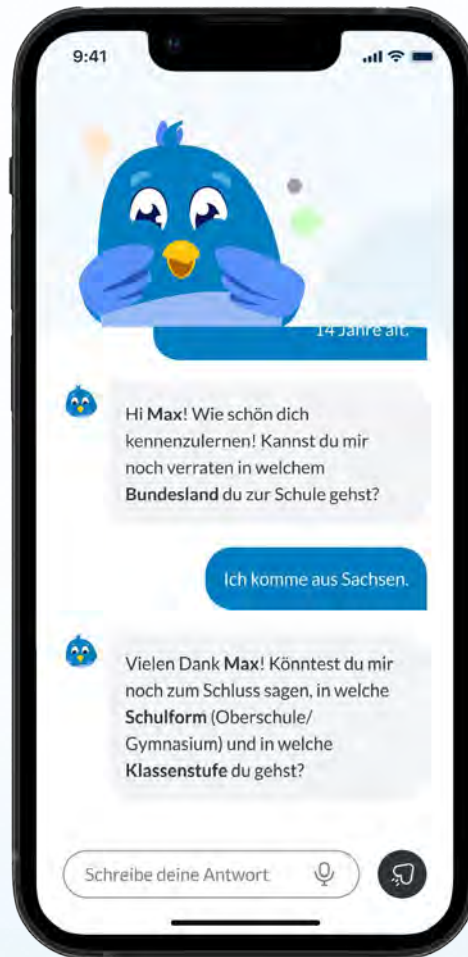 9:41
14 Jahre alt.
Hi Max! Wie schön dich
kennenzulernen! Kannst du mir
noch verraten in welchem
Bundesland du zur Schule gehst?
Ich komme aus Sachsen.
Vielen Dank Max! Könntest du mir
noch zum Schluss sagen, in welche
Schulform (Oberschule/
Gymnasium) und in welche
Klassenstufe du gehst?
Schreibe deine Antwort